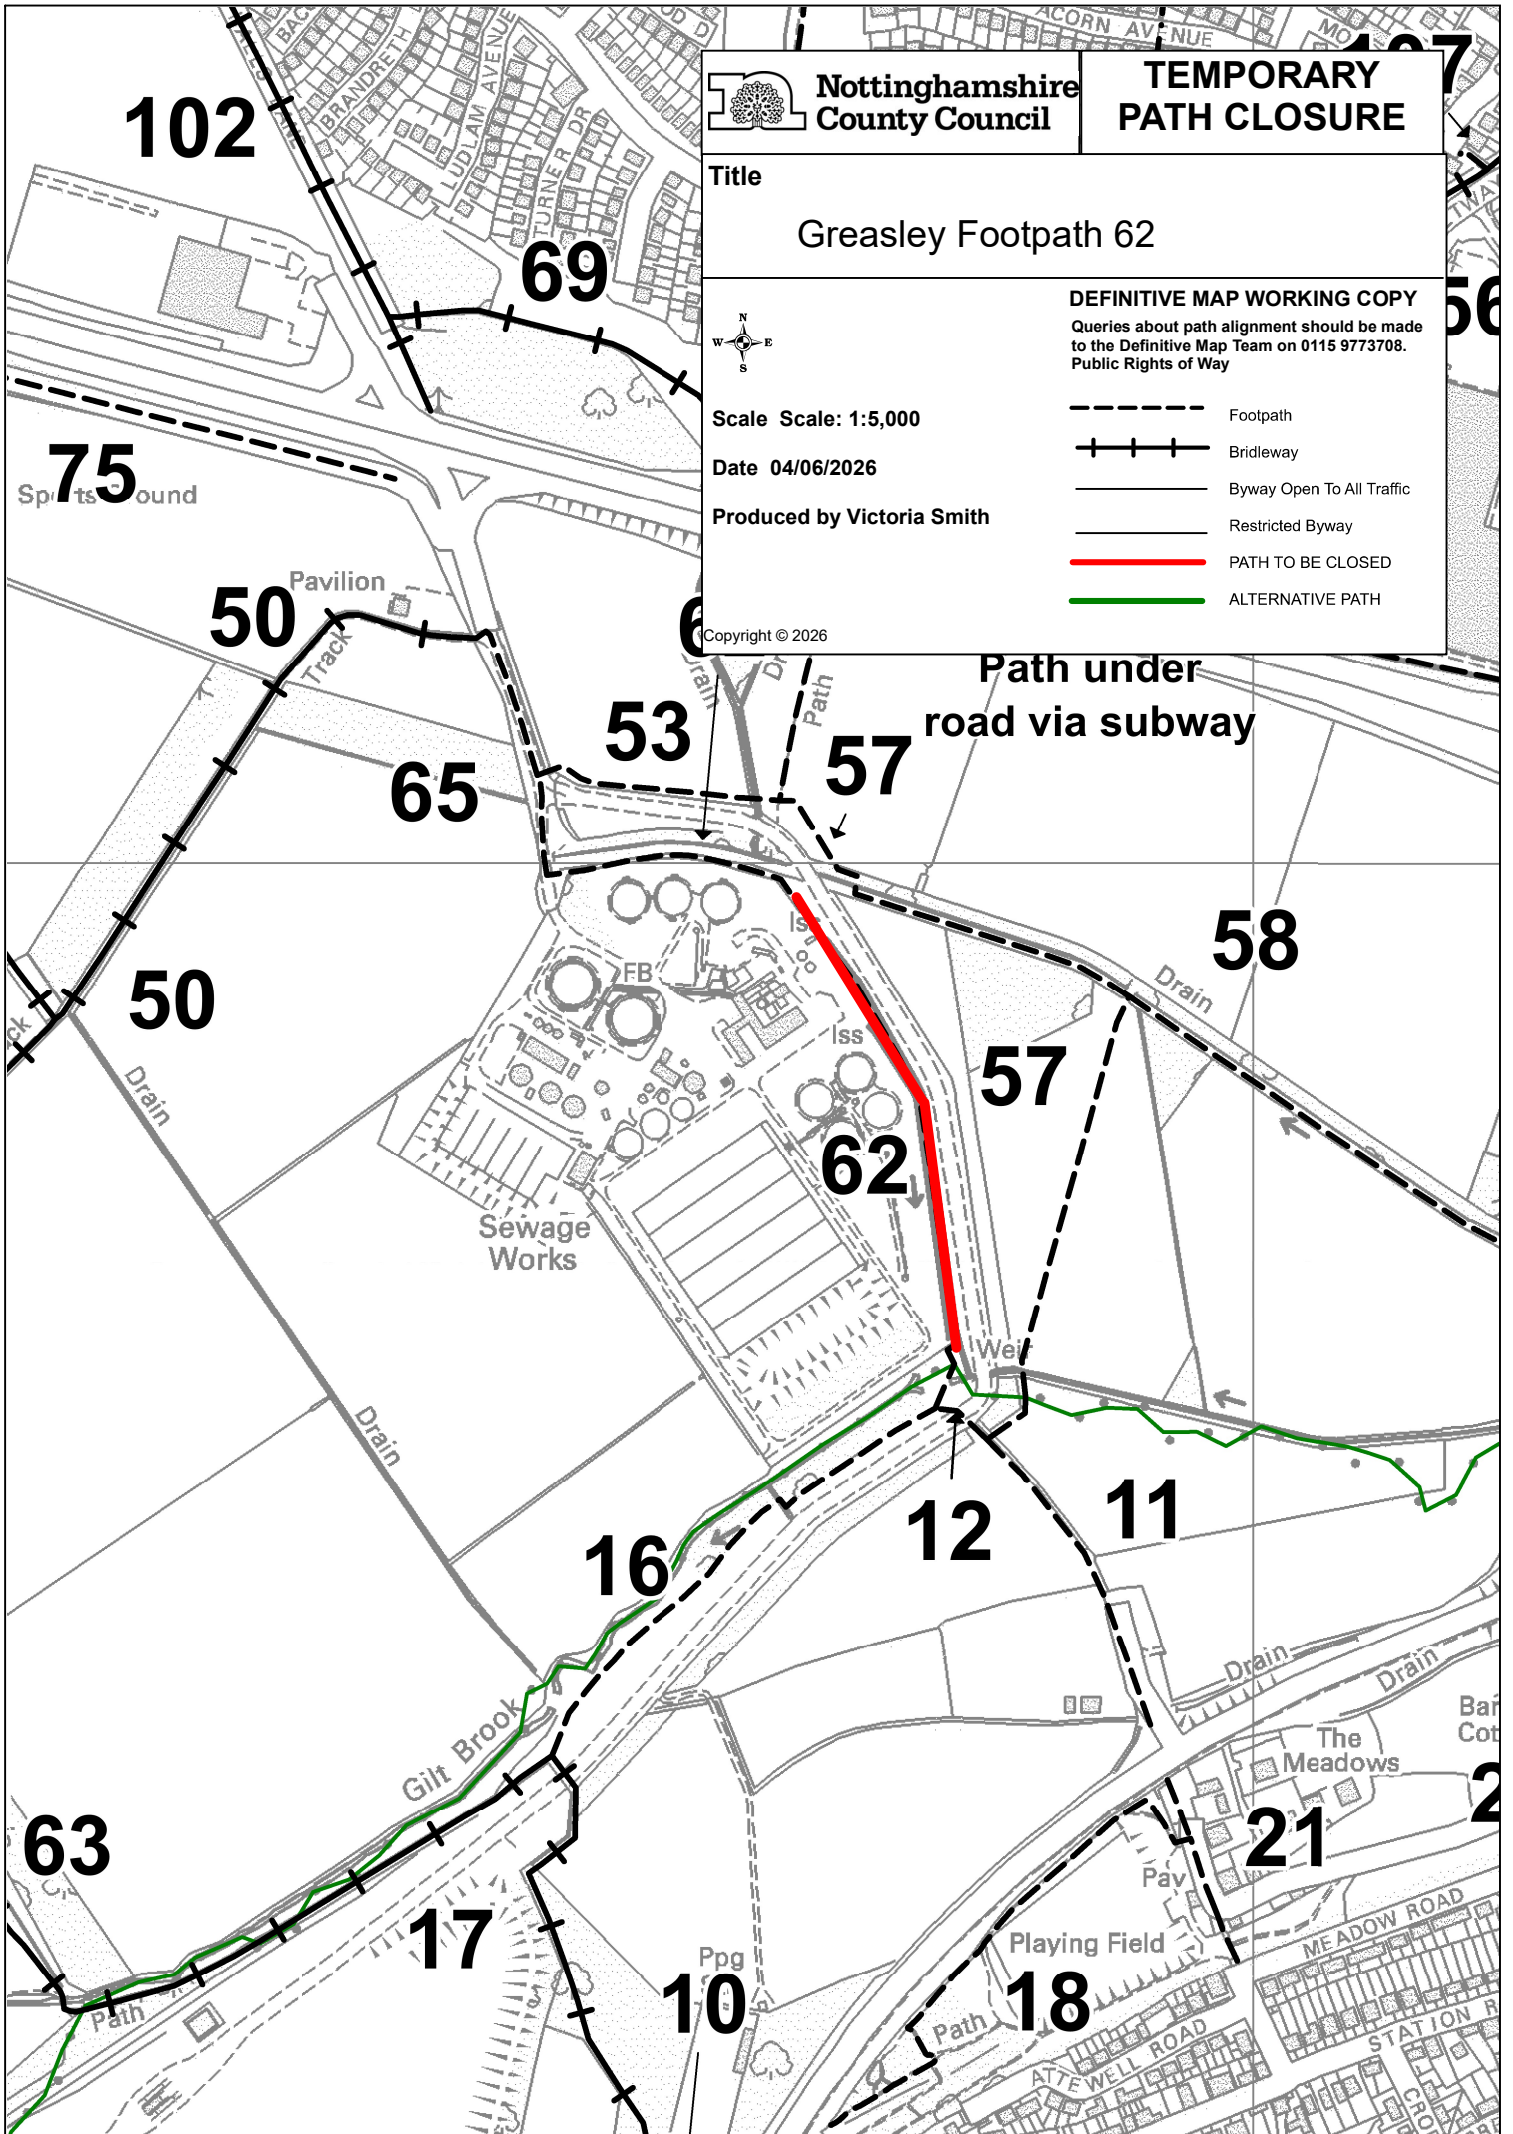 ACORN AVENUE
BRANDRETH
LUDLAM AVENUE
TURNER DR
102
69
Nottinghamshire
County Council
TEMPORARY
PATH CLOSURE
Title
Greasley Footpath 62
N
W E
S
DEFINITIVE MAP WORKING COPY
Queries about path alignment should be made
to the Definitive Map Team on 0115 9773708.
Public Rights of Way
Scale Scale: 1:5,000
Date 04/06/2026
Produced by Victoria Smith
Footpath
Bridleway
Byway Open To All Traffic
Restricted Byway
PATH TO BE CLOSED
ALTERNATIVE PATH
Copyright © 2026
56
75
Pavilion
50
Track
Drain
Path
Path under
road via subway
53
57
65
58
Drain
FB
Iss
50
57
Drain
62
Sewage
Works
Weir
Drain
12
11
16
Drain
Drain
Gilt Brook
The
Meadows
63
21
17
Pav
MEADOW ROAD
Playing Field
Ppg
10
18
Path
Path
ATTEWELL ROAD
STATION R